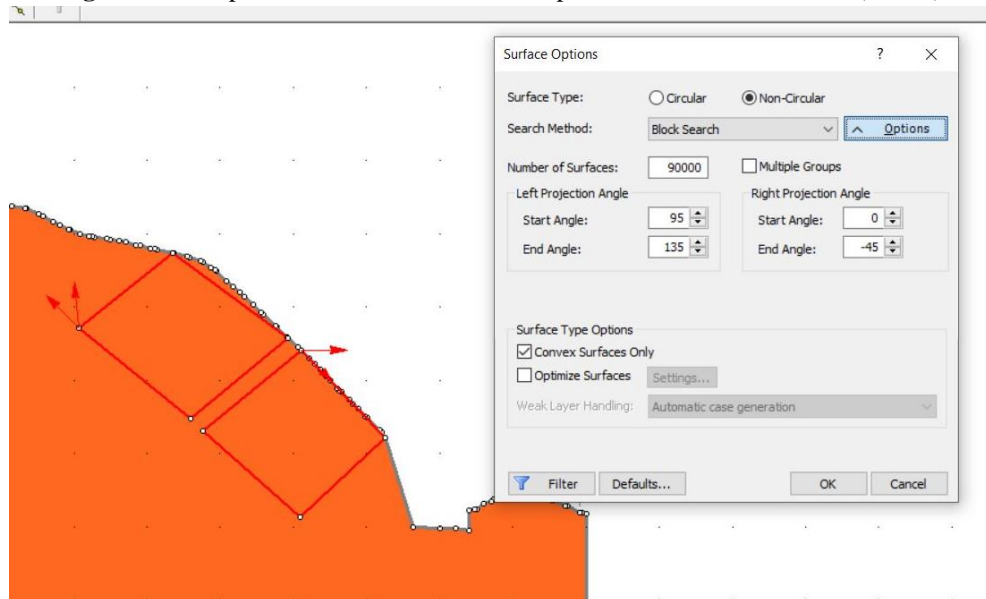 Surface Options ? ×
Surface Type: Circular Non-Circular
Search Method: Block Search Options
Number of Surfaces: 90000 Multiple Groups
Left Projection Angle Right Projection Angle
Start Angle: 95 Start Angle: 0
End Angle: 135 End Angle: -45
Surface Type Options
Convex Surfaces Only
Optimize Surfaces Settings...
Weak Layer Handling: Automatic case generation
Filter Defaults... OK Cancel